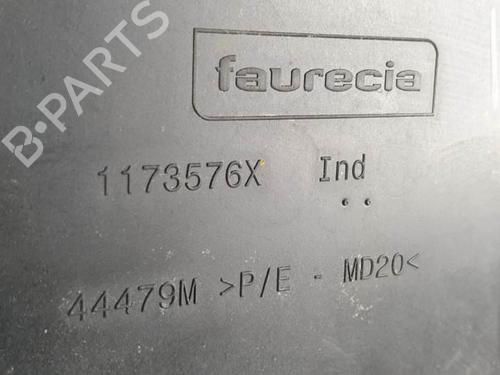 faurecia
B-PARTS
1173576X Ind
44479M >P/E - MD20<